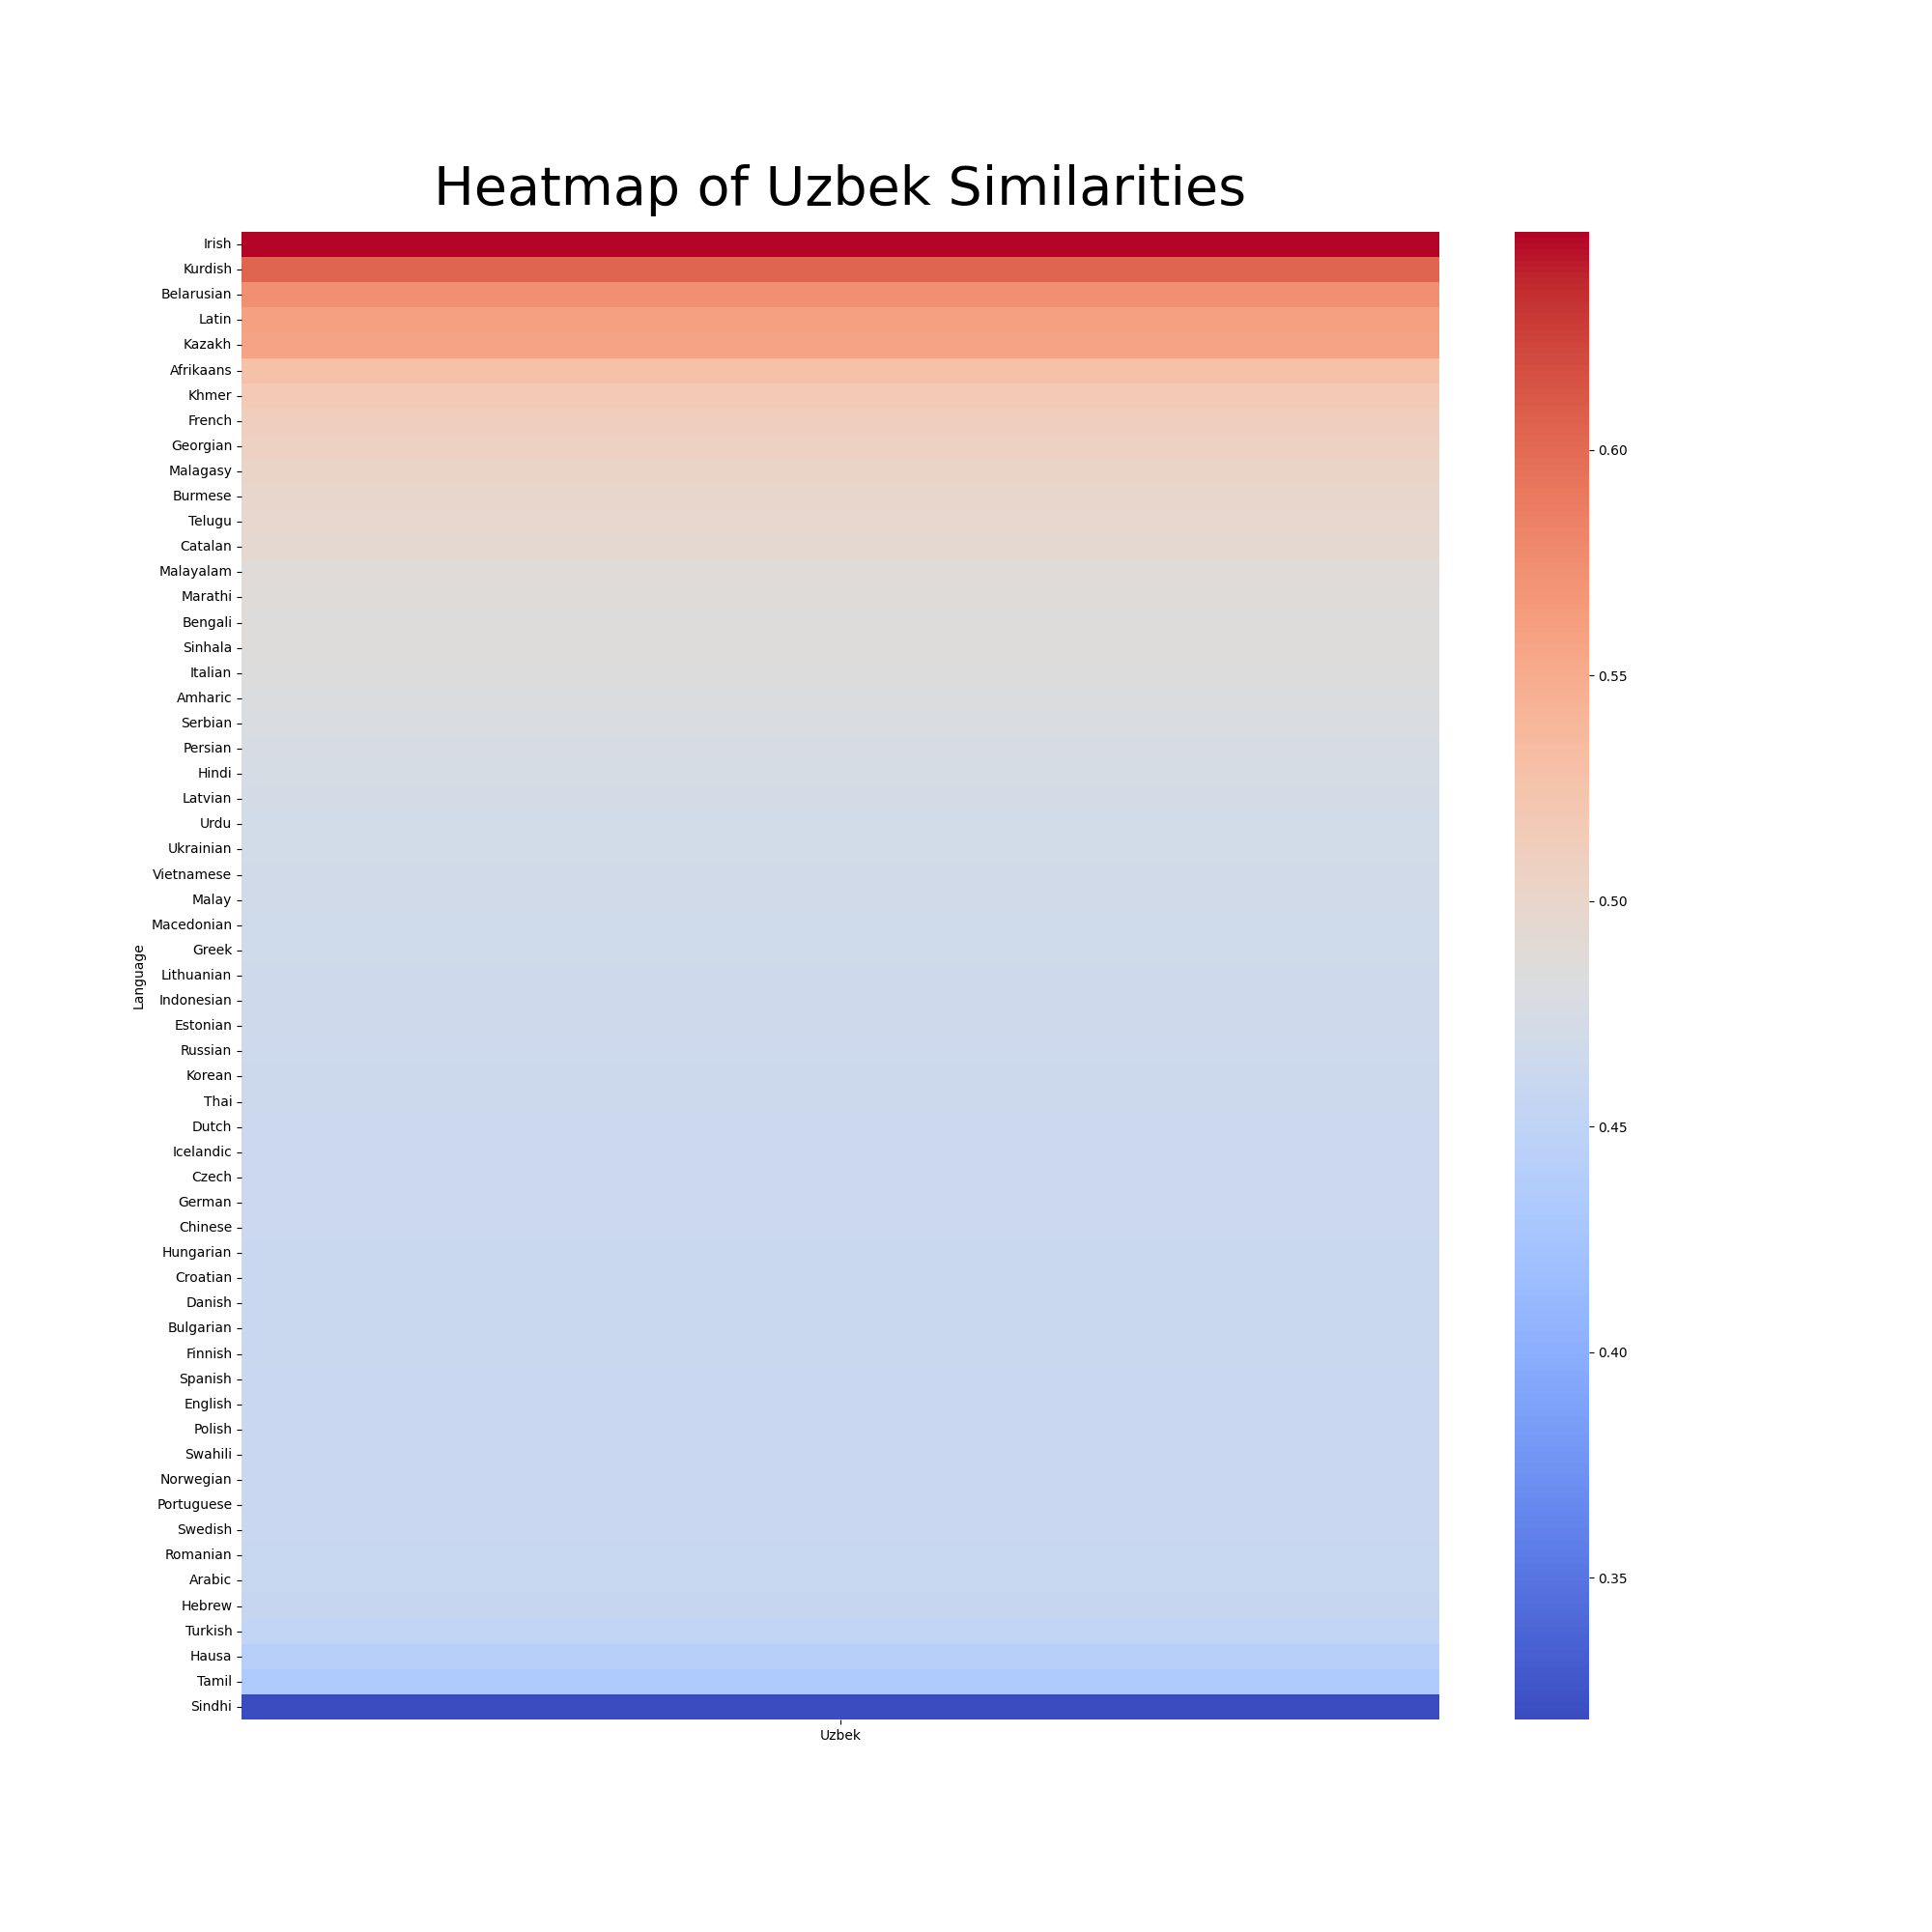 Heatmap of Uzbek Similarities
Irish
Kurdish
Belarusian
Latin
Kazakh
Afrikaans
Khmer
French
Georgian
Malagasy
Burmese
Telugu
Catalan
Malayalam
Marathi
Bengali
Sinhala
Italian
Amharic
Serbian
Persian
Hindi
Latvian
Urdu
Ukrainian
Vietnamese
Malay
Macedonian
Greek
Lithuanian
Indonesian
Estonian
Russian
Korean
Thai
Dutch
Icelandic
Czech
German
Chinese
Hungarian
Croatian
Danish
Bulgarian
Finnish
Spanish
English
Polish
Swahili
Norwegian
Portuguese
Swedish
Romanian
Arabic
Hebrew
Turkish
Hausa
Tamil
Sindhi
Language
Uzbek
0.60
0.55
0.50
0.45
0.40
0.35